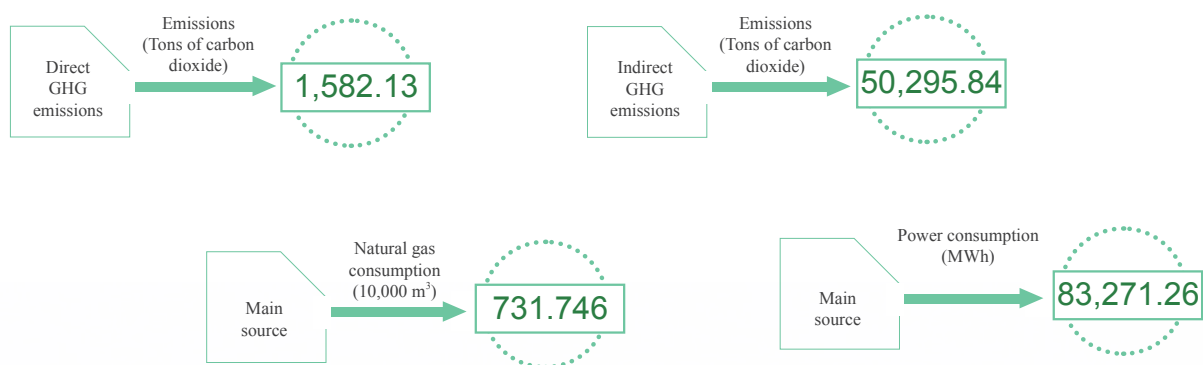 Direct
GHG
emissions
Emissions
(Tons of carbon
dioxide)
1,582.13
Indirect
GHG
emissions
Emissions
(Tons of carbon
dioxide)
50,295.84
Main
source
Natural gas
consumption
(10,000 m³)
731.746
Main
source
Power consumption
(MWh)
83,271.26